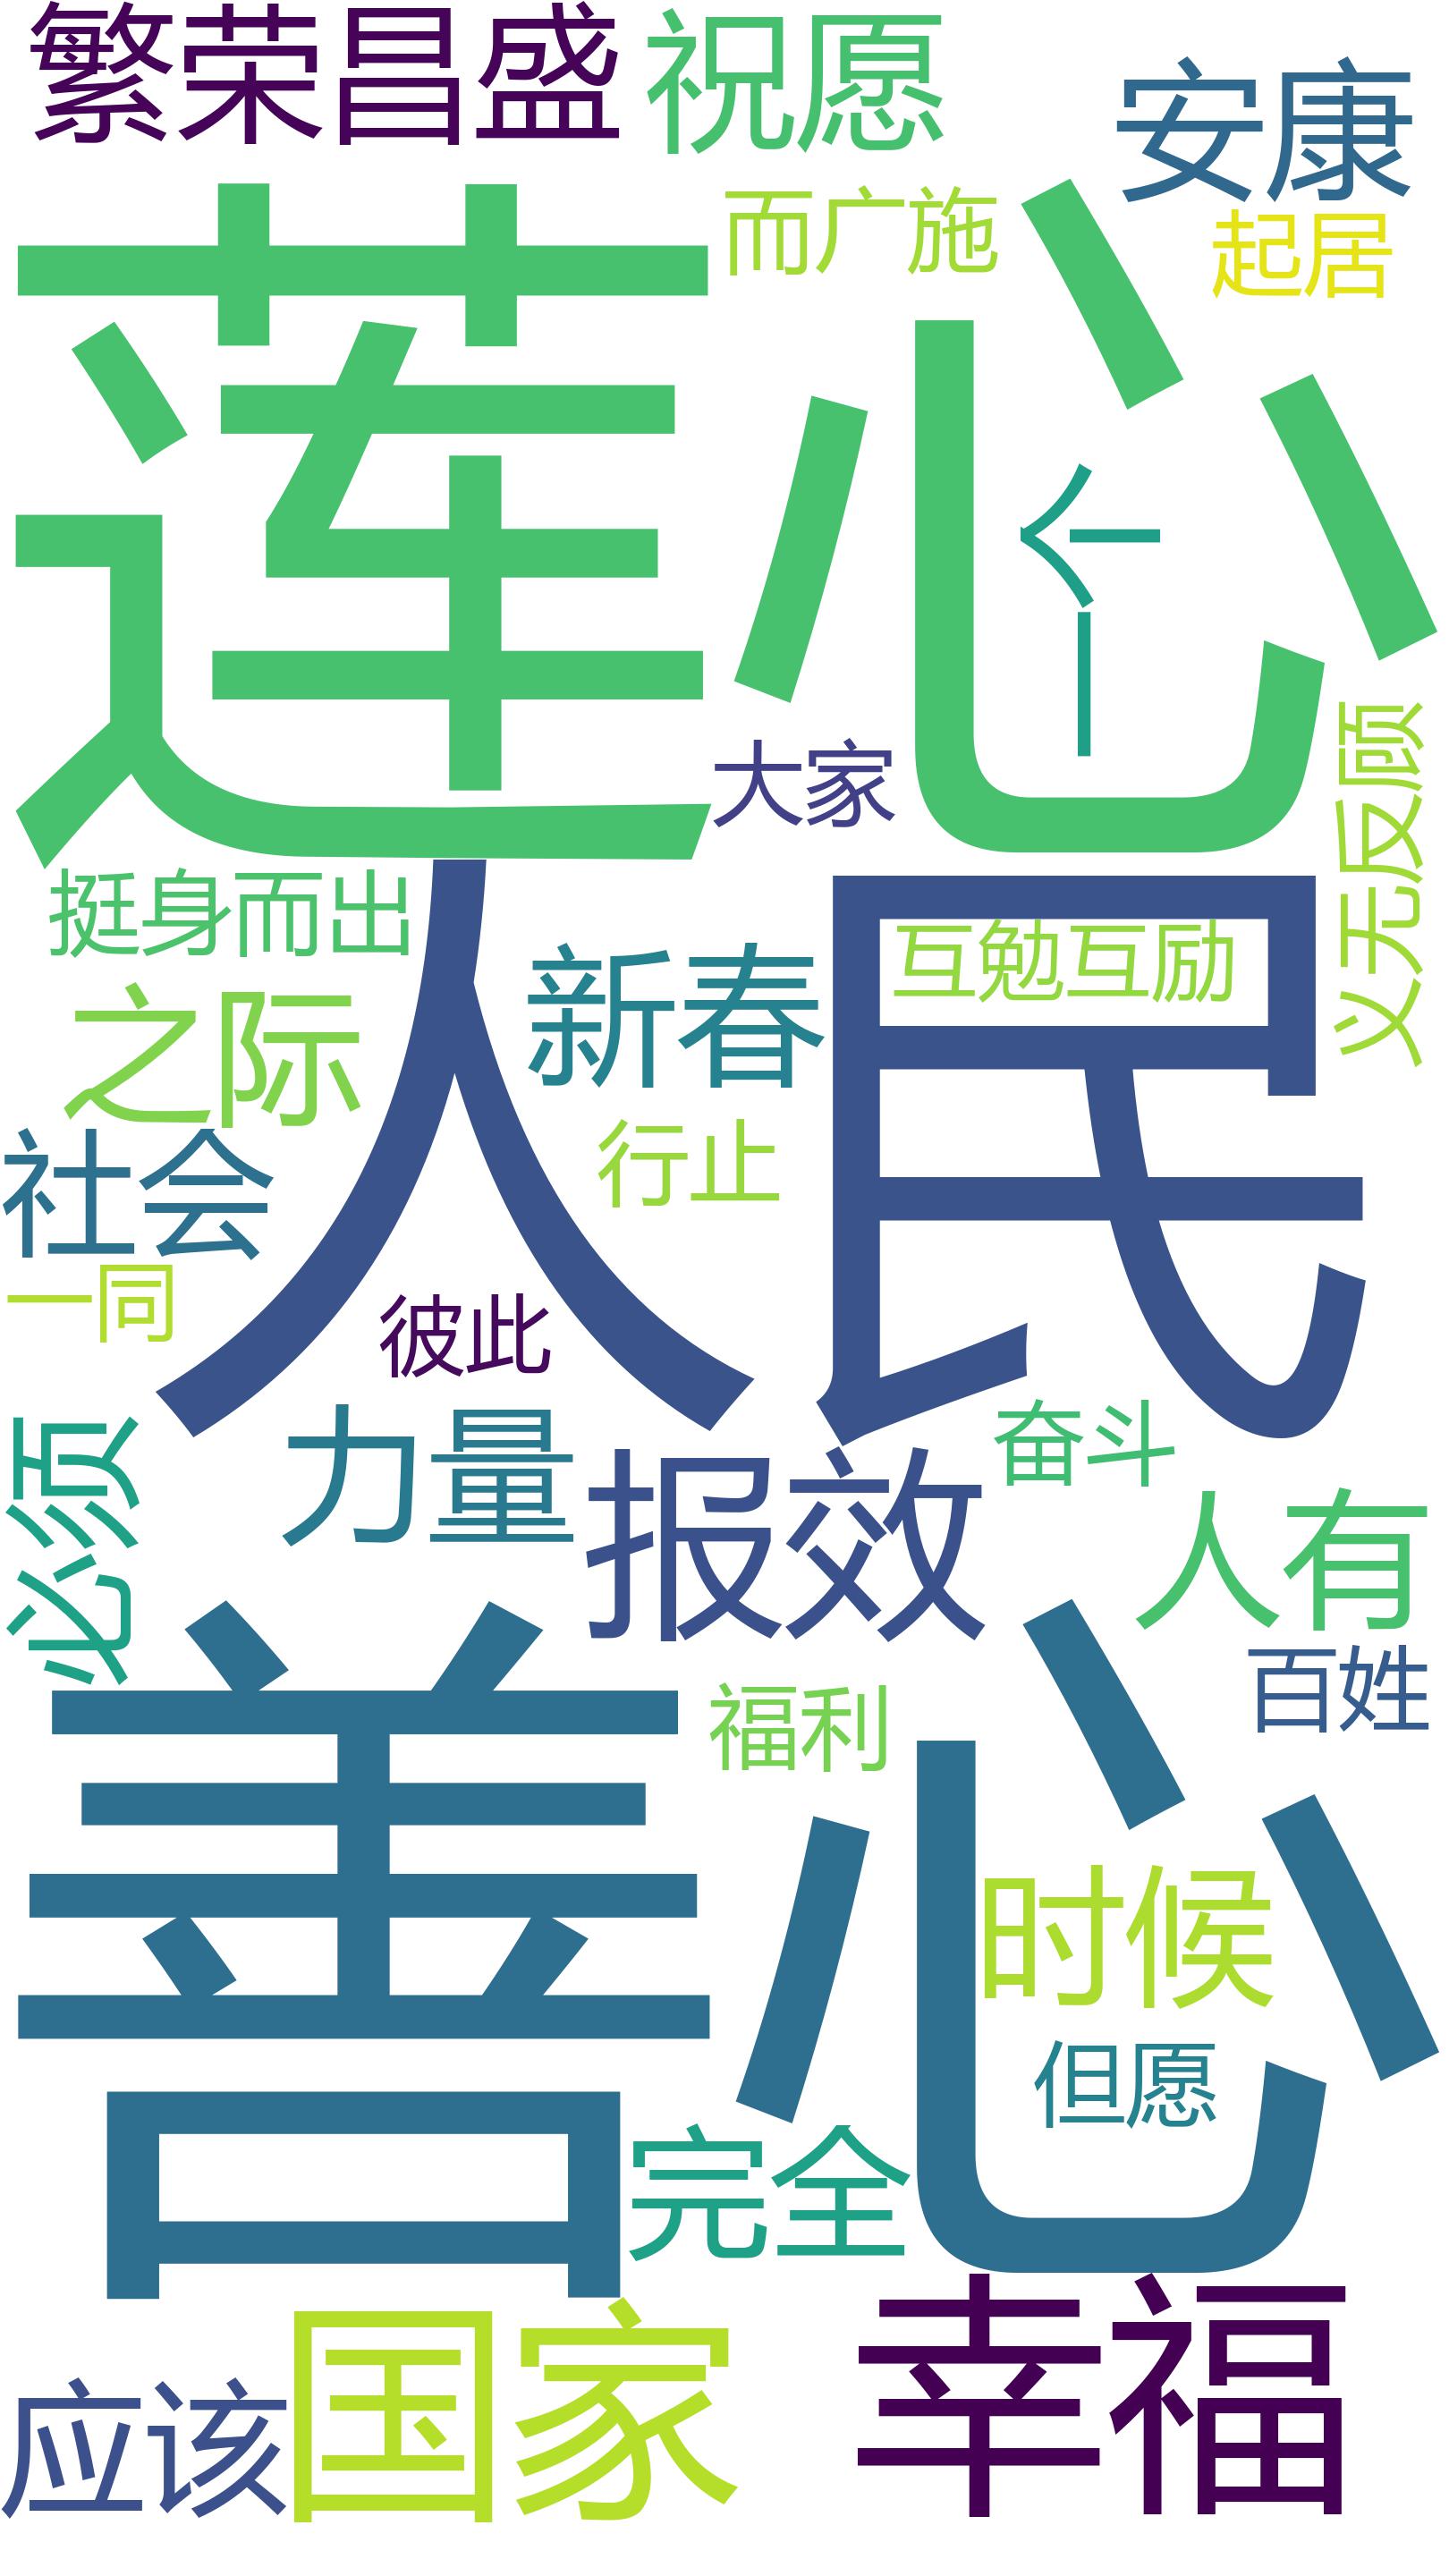 繁荣昌盛
祝愿
安康
而广施
起居
莲心
一个
大家
义无反顾
挺身而出
人民
新春
互勉互励
之际
行止
社会
一同
彼此
力量
必须
报效
奋斗
人有
善心
百姓
福利
时候
但愿
完全
幸福
国家
应该